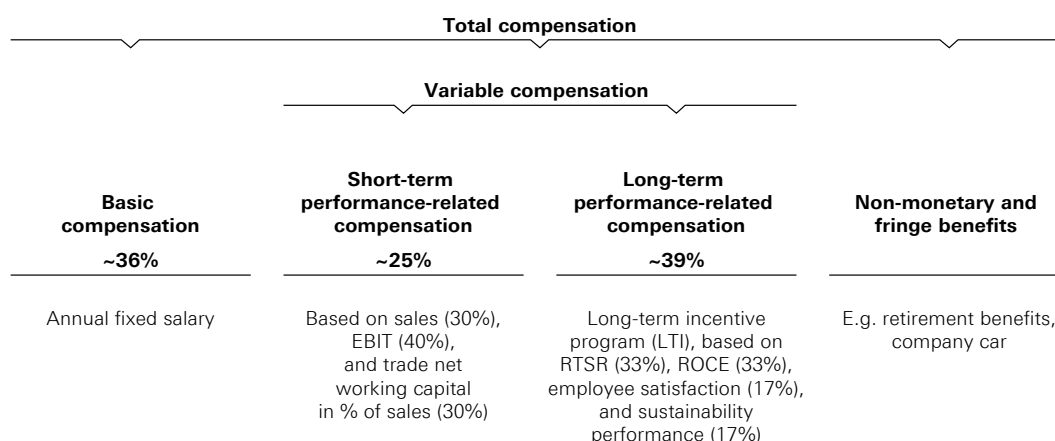 Total compensation
Variable compensation
Basic
compensation
~36%
Annual fixed salary
Short-term
performance-related
compensation
~25%
Based on sales (30%),
EBIT (40%),
and trade net
working capital
in % of sales (30%)
Long-term
performance-related
compensation
~39%
Long-term incentive
program (LTI), based on
RTSR (33%), ROCE (33%),
employee satisfaction (17%),
and sustainability
performance (17%)
Non-monetary and
fringe benefits
E.g. retirement benefits,
company car